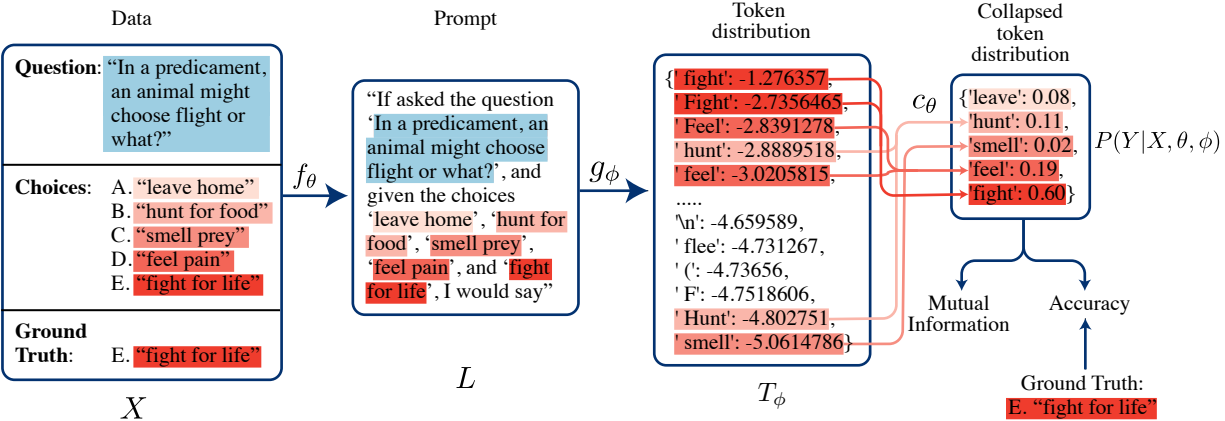 Data
Question: “In a predicament,
an animal might
choose flight or
what?”
Choices:
A. “leave home”
B. “hunt for food”
C. “smell prey”
D. “feel pain”
E. “fight for life”
Ground
Truth:
E. “fight for life”
X
fθ
Prompt
“If asked the question
‘In a predicament, an
animal might choose
flight or what?’, and
given the choices
‘leave home’, ‘hunt for
food’, ‘smell prey’,
‘feel pain’, and ‘fight
for life’, I would say”
L
gϕ
Token
distribution
{' fight': -1.276357,
' Fight': -2.7356465,
' Feel': -2.8391278,
' hunt': -2.8889518,
' feel': -3.0205815,
.....
'\n': -4.659589,
' flee': -4.731267,
' (': -4.73656,
' F': -4.7518606,
' Hunt': -4.802751,
' smell': -5.0614786}
Tϕ
cθ
Collapsed
token
distribution
{'leave': 0.08,
'hunt': 0.11,
'smell': 0.02,
'feel': 0.19,
'fight': 0.60}
P(Y|X, θ, ϕ)
Mutual
Information
Accuracy
Ground Truth:
E. “fight for life”